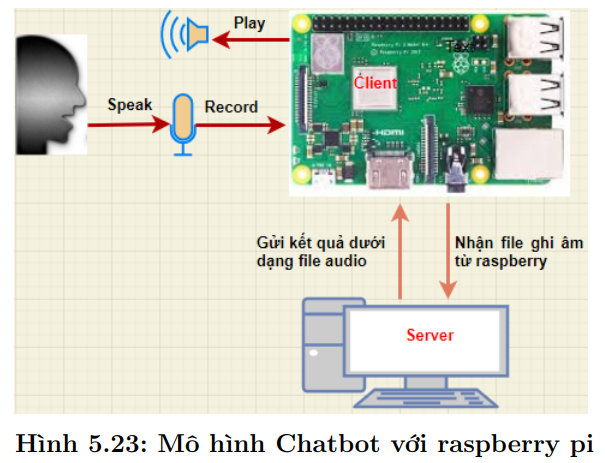 Play
Speak
Record
Client
HDMI
Gửi kết quả dưới
dạng file audio
Nhận file ghi âm
từ raspberry
Server
Hình 5.23: Mô hình Chatbot với raspberry pi